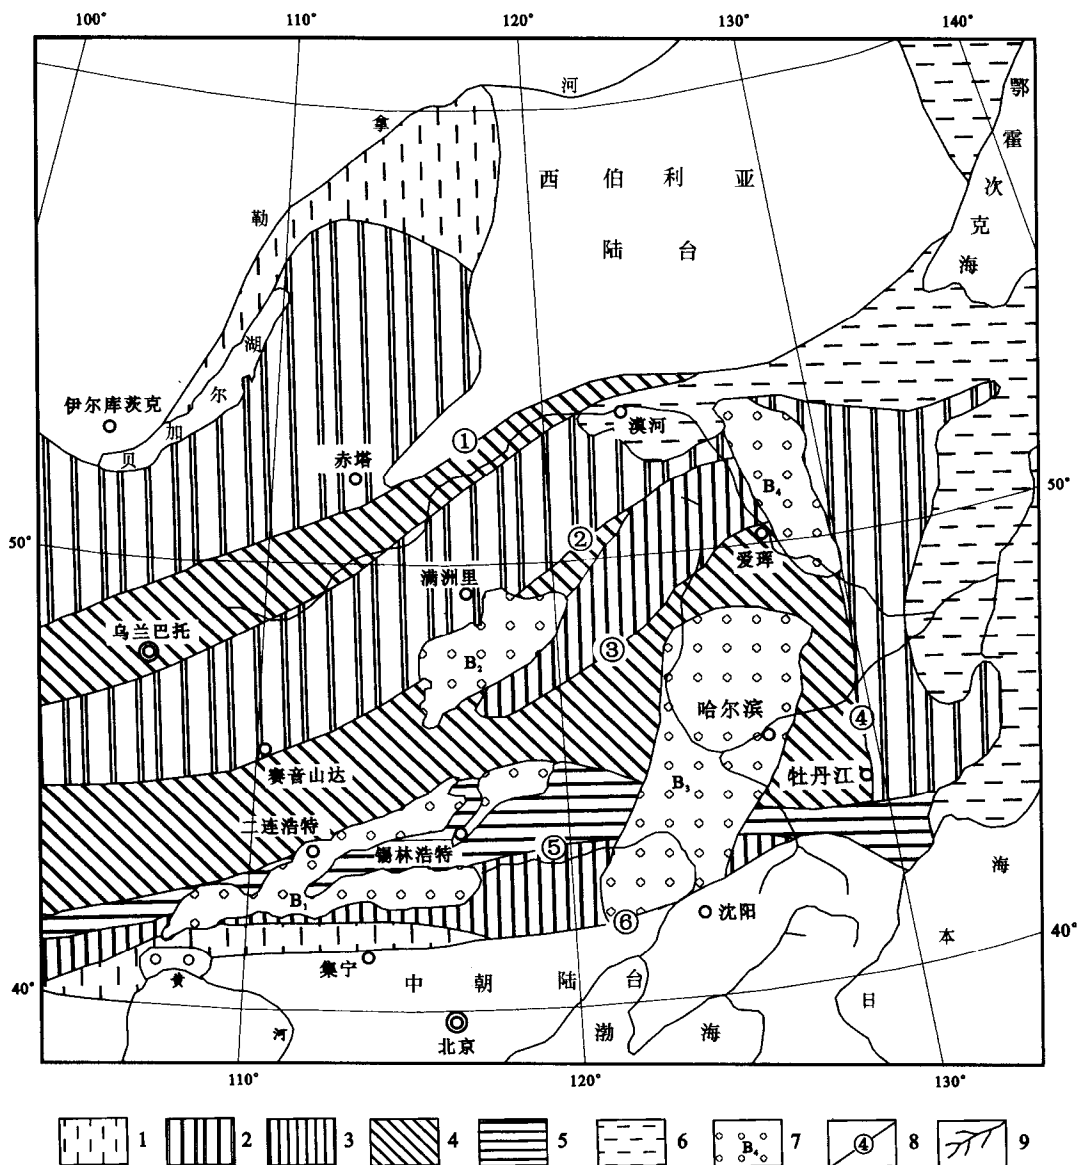 100° 110° 120° 130° 140°
河
鄂霍次克海
拿
勒
西伯利亚
陆台
湖
尔
加
贝
伊尔库茨克
赤塔
①
漠河
B₄
50°
50°
②
满洲里
爱珲
乌兰巴托
B₂
③
哈尔滨
④
赛音山达
牡丹江
B₃
二连浩特
锡林浩特
⑤
海
B₁
⑥
沈阳
本
40°
集宁
中朝陆台
黄
日
40°
河
渤海
北京
110° 120° 130°
1 2 3 4 5 6 B₄ 7 ④ 8 9